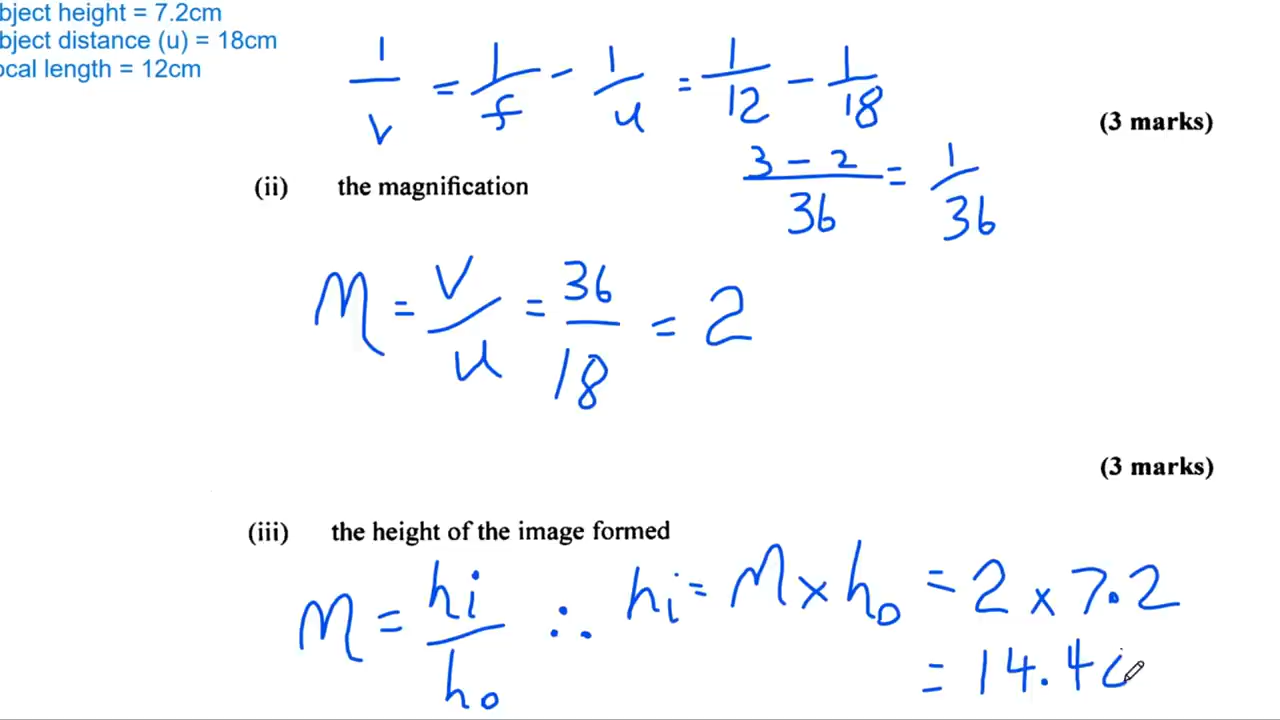 bject height = 7.2cm
bject distance (u) = 18cm
ocal length = 12cm
1/v = 1/f - 1/u = 1/12 - 1/18
(3 marks)
3 - 2/36 = 1/36
(ii) the magnification
M = v/u = 36/18 = 2
(3 marks)
(iii) the height of the image formed
M = hi/ho ∴ hi = M x ho = 2 x 7.2
= 14.4c